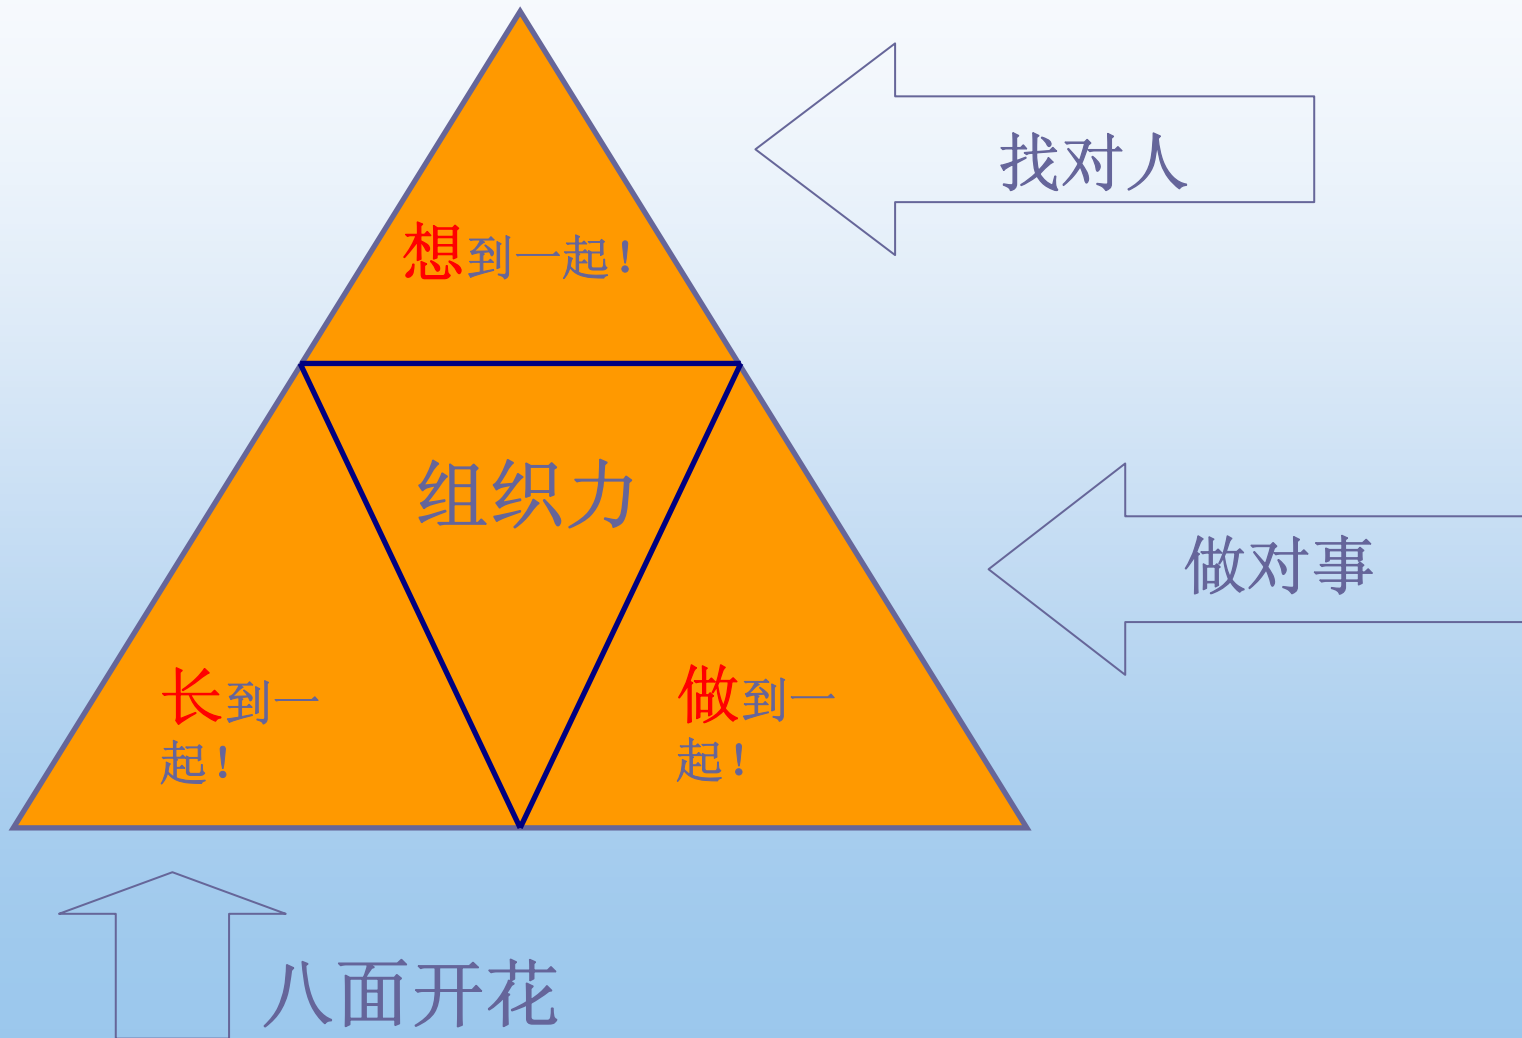 找对人
想到一起！
组织力
做对事
长到一
起！
做到一
起！
八面开花